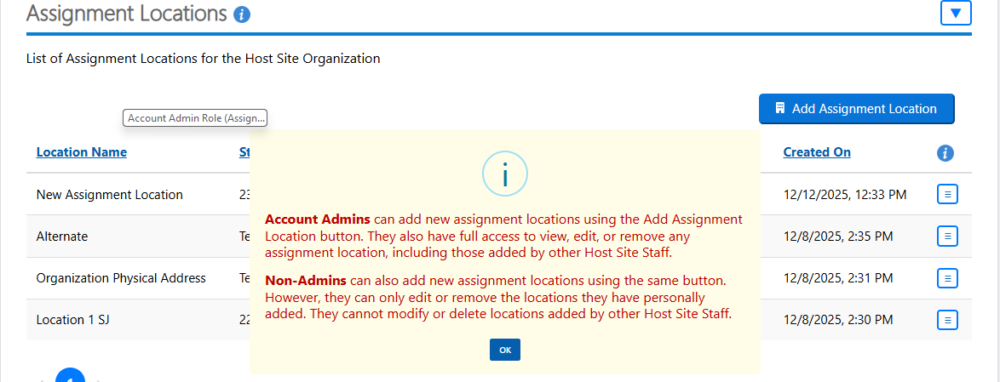 Assignment Locations
List of Assignment Locations for the Host Site Organization
Add Assignment Location
Account Admin Role (Assign...
Location Name St Created On
New Assignment Location 23 12/12/2025, 12:33 PM
Alternate Te 12/8/2025, 2:35 PM
Organization Physical Address Te 12/8/2025, 2:31 PM
Location 1 SJ 22 12/8/2025, 2:30 PM
Account Admins can add new assignment locations using the Add Assignment
Location button. They also have full access to view, edit, or remove any
assignment location, including those added by other Host Site Staff.
Non-Admins can also add new assignment locations using the same button.
However, they can only edit or remove the locations they have personally
added. They cannot modify or delete locations added by other Host Site Staff.
OK
1